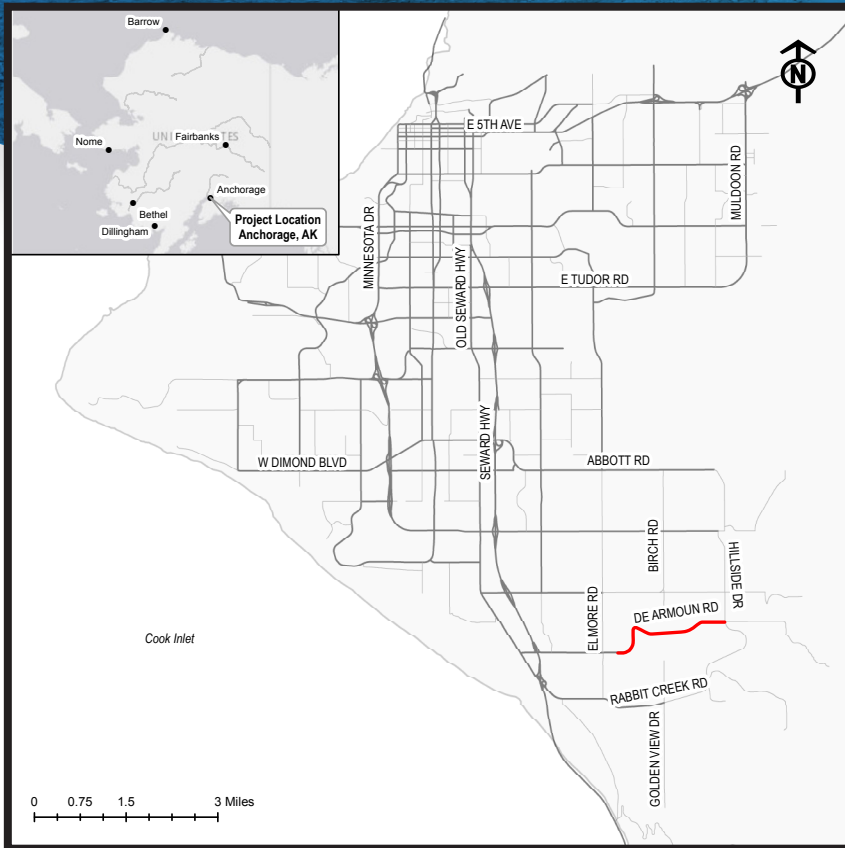 Barrow
UNITED STATES
Fairbanks
Nome
Anchorage
Bethel
Dillingham
Project Location
Anchorage, AK
N
E 5TH AVE
MULDOON RD
MINNESOTA DR
OLD SEWARD HWY
E TUDOR RD
SEWARD HWY
W DIMOND BLVD
ABBOTT RD
BIRCH RD
HILLSIDE DR
ELMORE RD
DE ARMOUN RD
Cook Inlet
RABBIT CREEK RD
GOLDEN VIEW DR
0 0.75 1.5 3 Miles